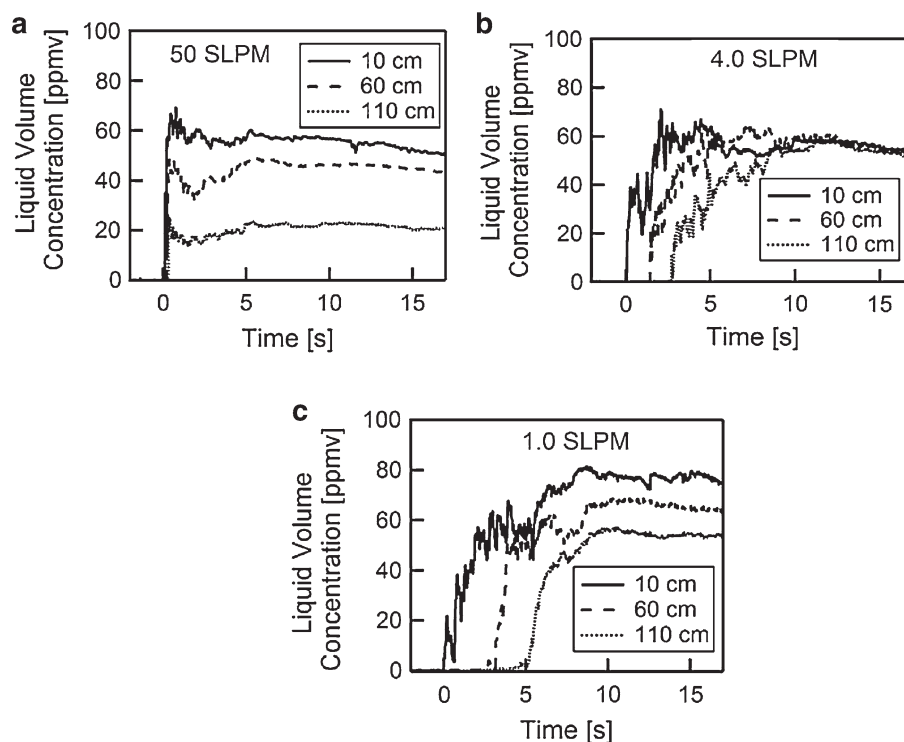 a
100
80
60
40
20
0
Liquid Volume
Concentration [ppmv]
50 SLPM
10 cm
60 cm
110 cm
0
5
10
15
Time [s]
b
100
80
60
40
20
0
Liquid Volume
Concentration [ppmv]
4.0 SLPM
10 cm
60 cm
110 cm
0
5
10
15
Time [s]
c
100
80
60
40
20
0
Liquid Volume
Concentration [ppmv]
1.0 SLPM
10 cm
60 cm
110 cm
0
5
10
15
Time [s]